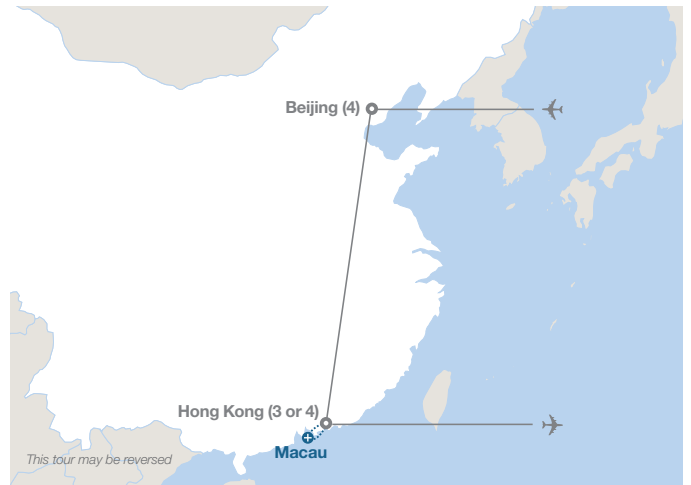 Beijing (4)
Hong Kong (3 or 4)
Macau
This tour may be reversed